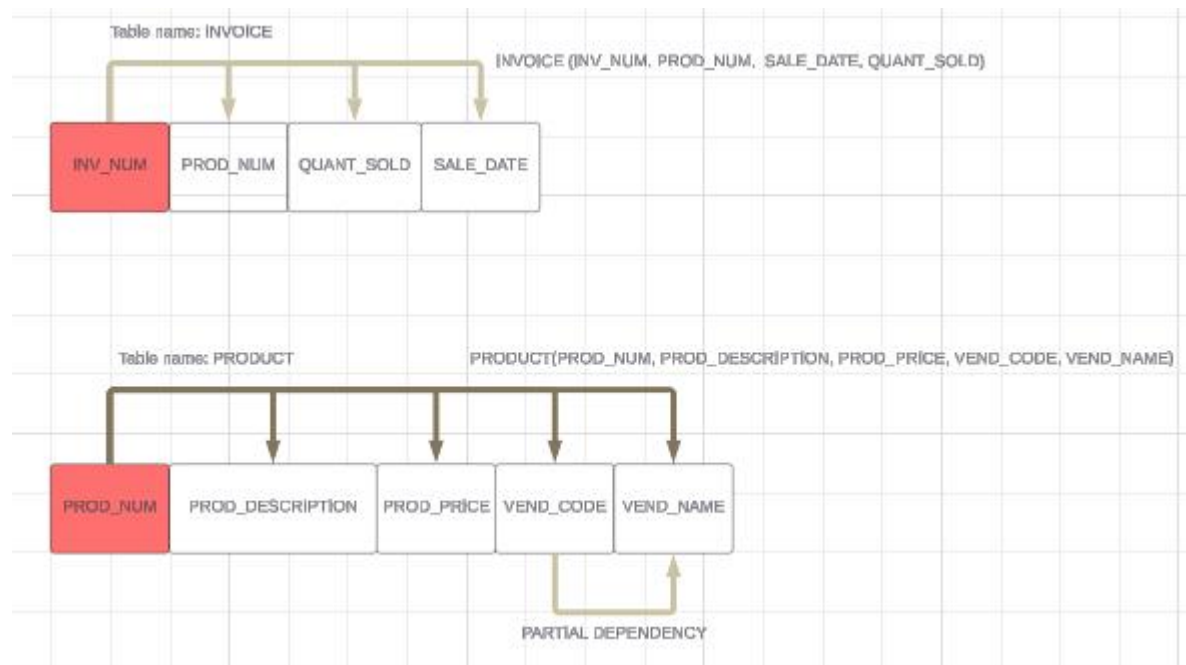 Table name: INVOICE
INVOICE (INV_NUM, PROD_NUM, SALE_DATE, QUANT_SOLD)
INV_NUM PROD_NUM QUANT_SOLD SALE_DATE
Table name: PRODUCT
PRODUCT(PROD_NUM, PROD_DESCRIPTION, PROD_PRICE, VEND_CODE, VEND_NAME)
PROD_NUM PROD_DESCRIPTION PROD_PRICE VEND_CODE VEND_NAME
PARTIAL DEPENDENCY